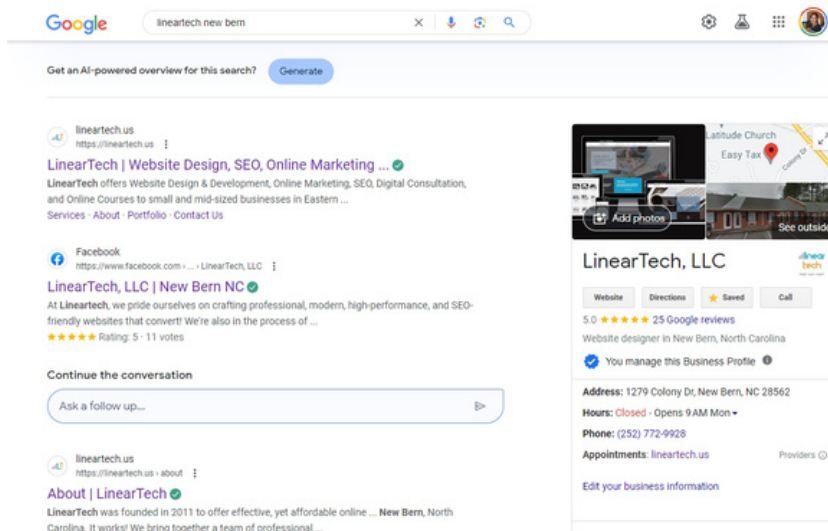 Google
lineartech new bern
Get an AI-powered overview for this search?
Generate
lineartech.us
https://lineartech.us
LinearTech | Website Design, SEO, Online Marketing ...
LinearTech offers Website Design & Development, Online Marketing, SEO, Digital Consultation,
and Online Courses to small and mid-sized businesses in Eastern ...
Services · About · Portfolio · Contact Us
Facebook
https://www.facebook.com › ... › LinearTech, LLC
LinearTech, LLC | New Bern NC
At Lineartech, we pride ourselves on crafting professional, modern, high-performance, and SEO-
friendly websites that convert! We're also in the process of ...
Rating: 5 · 11 votes
Continue the conversation
Ask a follow up...
lineartech.us
https://lineartech.us › about
About | LinearTech
LinearTech was founded in 2011 to offer effective, yet affordable online ... New Bern, North
Carolina. It works! We bring together a team of professional ...
Latitude Church
Easy Tax
Colony Dr
Add photos
See outside
LinearTech, LLC
linear
tech
Website
Directions
Saved
Call
5.0 25 Google reviews
Website designer in New Bern, North Carolina
You manage this Business Profile
Address: 1279 Colony Dr, New Bern, NC 28562
Hours: Closed · Opens 9 AM Mon
Phone: (252) 772-9928
Appointments: lineartech.us
Providers
Edit your business information